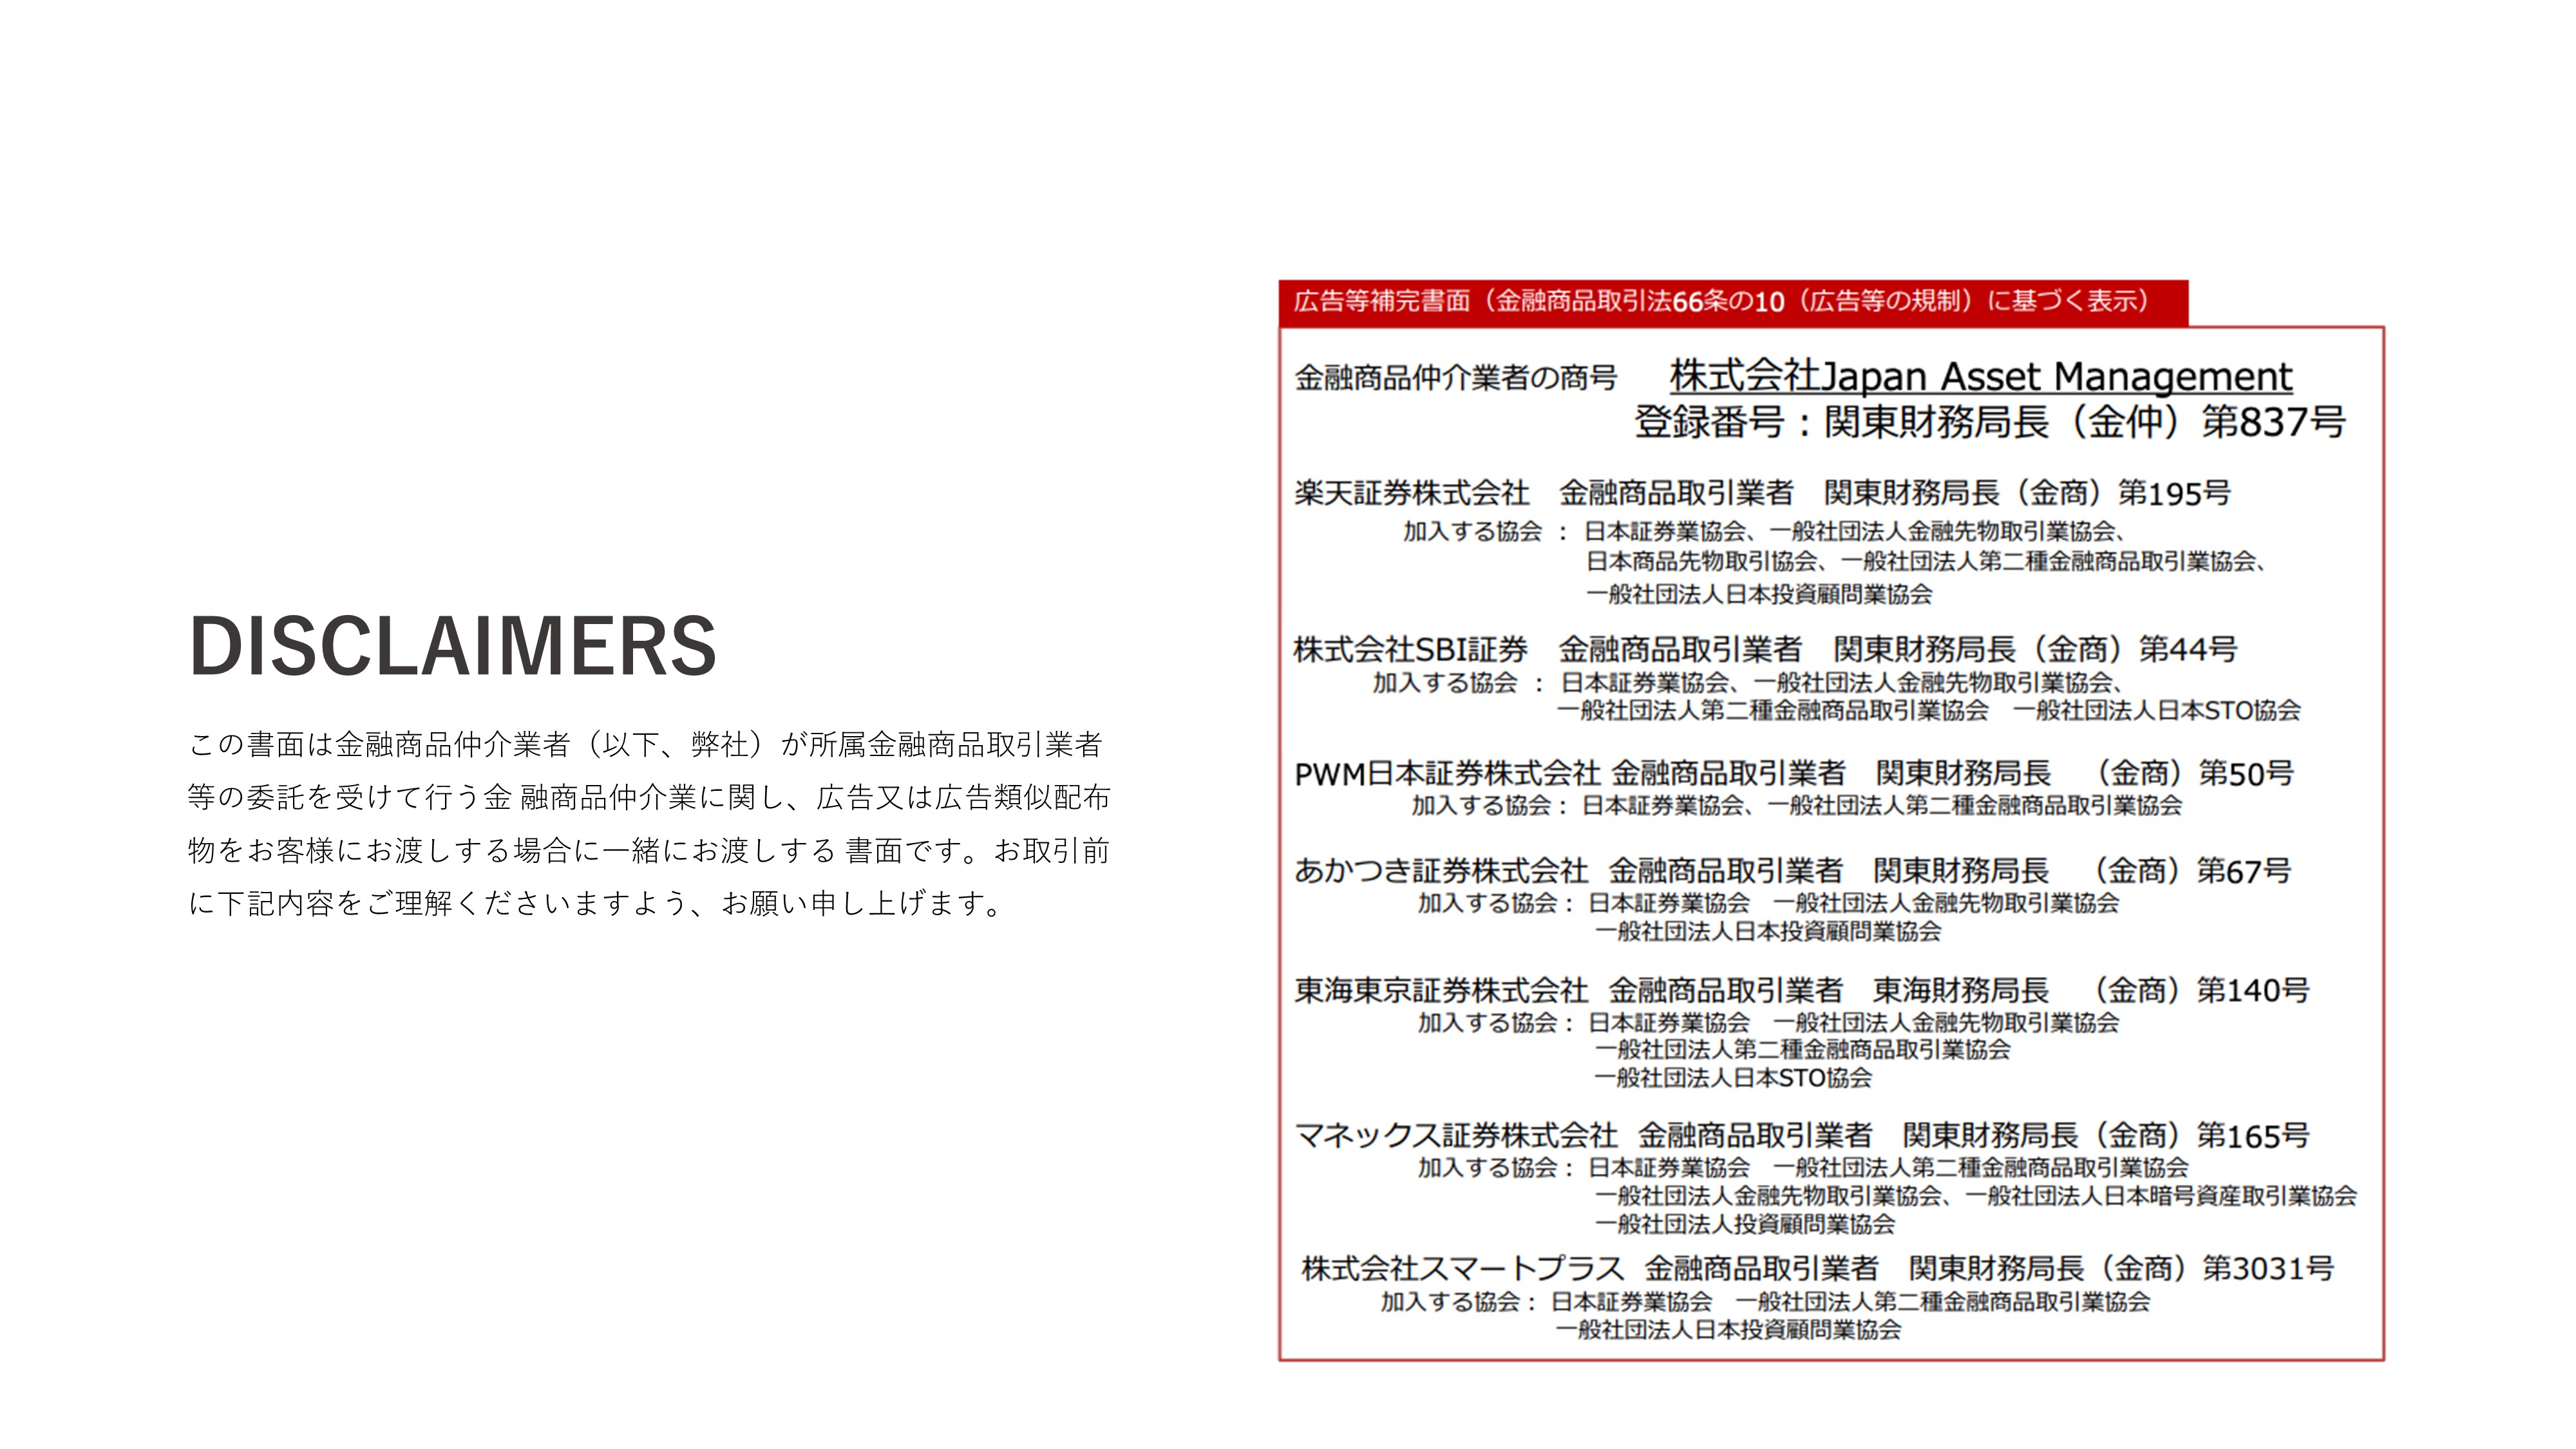 DISCLAIMERS
この書面は金融商品仲介業者（以下、弊社）が所属金融商品取引業者
等の委託を受けて行う金 融商品仲介業に関し、広告又は広告類似配布
物をお客様にお渡しする場合に一緒にお渡しする 書面です。お取引前
に下記内容をご理解くださいますよう、お願い申し上げます。
広告等補完書面（金融商品取引法66条の10（広告等の規制）に基づく表示）
金融商品仲介業者の商号　株式会社Japan Asset Management
登録番号：関東財務局長（金仲）第837号
楽天証券株式会社　金融商品取引業者　関東財務局長（金商）第195号
加入する協会 ： 日本証券業協会、一般社団法人金融先物取引業協会、
日本商品先物取引協会、一般社団法人第二種金融商品取引業協会、
一般社団法人日本投資顧問業協会
株式会社SBI証券　金融商品取引業者　関東財務局長（金商）第44号
加入する協会 ： 日本証券業協会、一般社団法人金融先物取引業協会、
一般社団法人第二種金融商品取引業協会　一般社団法人日本STO協会
PWM日本証券株式会社 金融商品取引業者　関東財務局長　（金商）第50号
加入する協会： 日本証券業協会、一般社団法人第二種金融商品取引業協会
あかつき証券株式会社 金融商品取引業者　関東財務局長　（金商）第67号
加入する協会： 日本証券業協会　一般社団法人金融先物取引業協会
一般社団法人日本投資顧問業協会
東海東京証券株式会社 金融商品取引業者　東海財務局長　（金商）第140号
加入する協会： 日本証券業協会　一般社団法人金融先物取引業協会
一般社団法人第二種金融商品取引業協会
一般社団法人日本STO協会
マネックス証券株式会社 金融商品取引業者　関東財務局長（金商）第165号
加入する協会： 日本証券業協会　一般社団法人第二種金融商品取引業協会
一般社団法人金融先物取引業協会、一般社団法人日本暗号資産取引業協会
一般社団法人投資顧問業協会
株式会社スマートプラス 金融商品取引業者　関東財務局長（金商）第3031号
加入する協会： 日本証券業協会　一般社団法人第二種金融商品取引業協会
一般社団法人日本投資顧問業協会